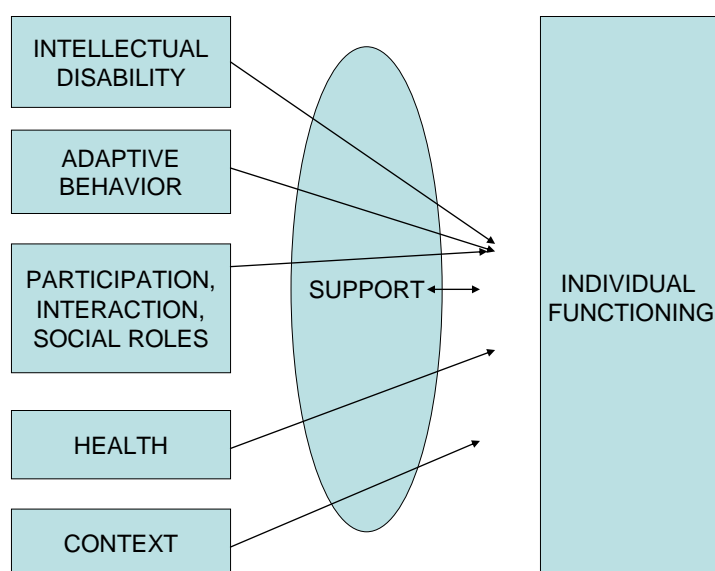 INTELLECTUAL
DISABILITY
ADAPTIVE
BEHAVIOR
PARTICIPATION,
INTERACTION,
SOCIAL ROLES
HEALTH
CONTEXT
SUPPORT
INDIVIDUAL
FUNCTIONING